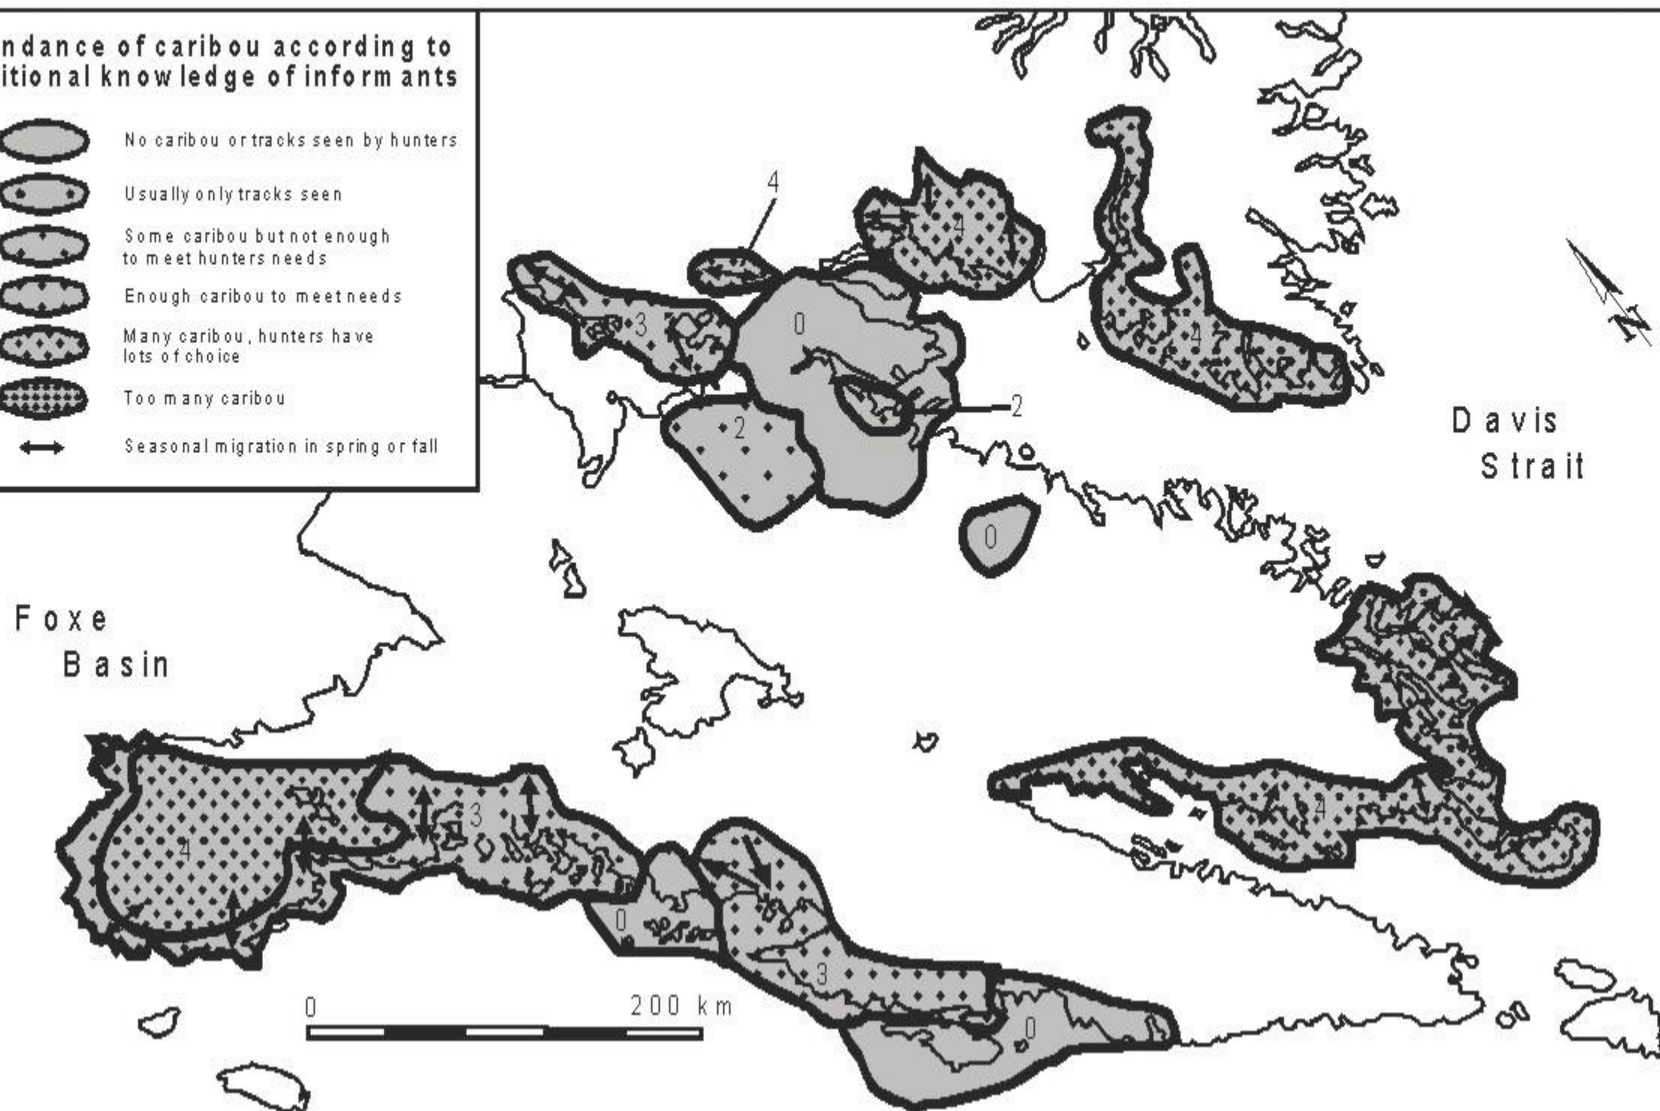 ndance of caribou according to
itional knowledge of informants
No caribou or tracks seen by hunters
Usually only tracks seen
Some caribou but not enough
to meet hunters needs
Enough caribou to meet needs
Many caribou, hunters have
lots of choice
Too many caribou
Seasonal migration in spring or fall
4
4
3
0
4
N
2
2
Davis
Strait
0
Foxe
Basin
3
4
4
0
3
0
0
200 km